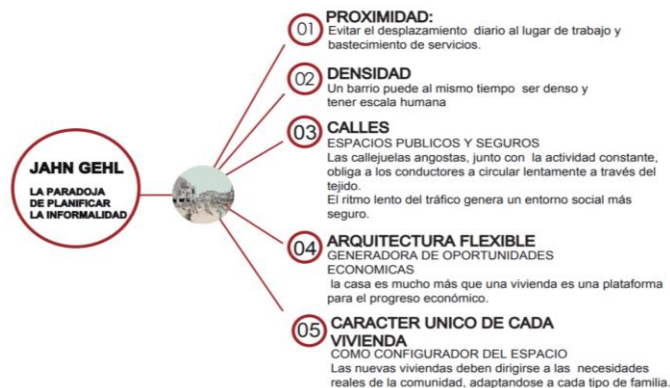 JAHN GEHL
LA PARADOJA
DE PLANIFICAR
LA INFORMALIDAD
01
PROXIMIDAD:
Evitar el desplazamiento diario al lugar de trabajo y
bastecimiento de servicios.
02
DENSIDAD
Un barrio puede al mismo tiempo ser denso y
tener escala humana
03
CALLES
ESPACIOS PUBLICOS Y SEGUROS
Las callejuelas angostas, junto con la actividad constante,
obliga a los conductores a circular lentamente a través del
tejido.
El ritmo lento del tráfico genera un entorno social más
seguro.
04
ARQUITECTURA FLEXIBLE
GENERADORA DE OPORTUNIDADES
ECONOMICAS
la casa es mucho más que una vivienda es una plataforma
para el progreso económico.
05
CARACTER UNICO DE CADA
VIVIENDA
COMO CONFIGURADOR DEL ESPACIO
Las nuevas viviendas deben dirigirse a las necesidades
reales de la comunidad, adaptandose a cada tipo de familia.